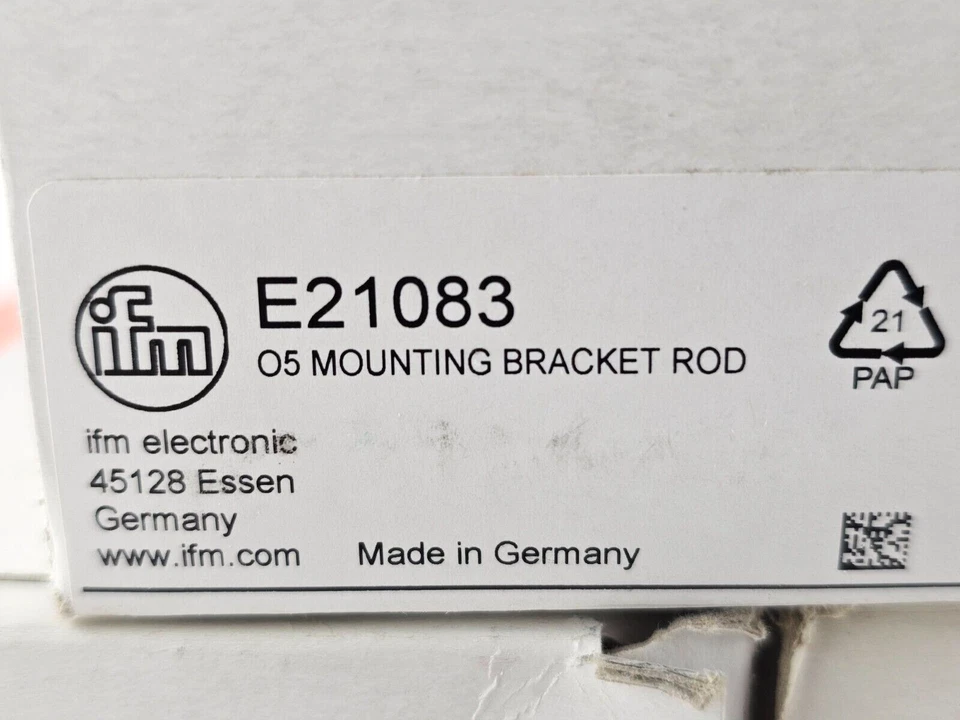 ifm
E21083
O5 MOUNTING BRACKET ROD
21
PAP
ifm electronic
45128 Essen
Germany
www.ifm.com
Made in Germany